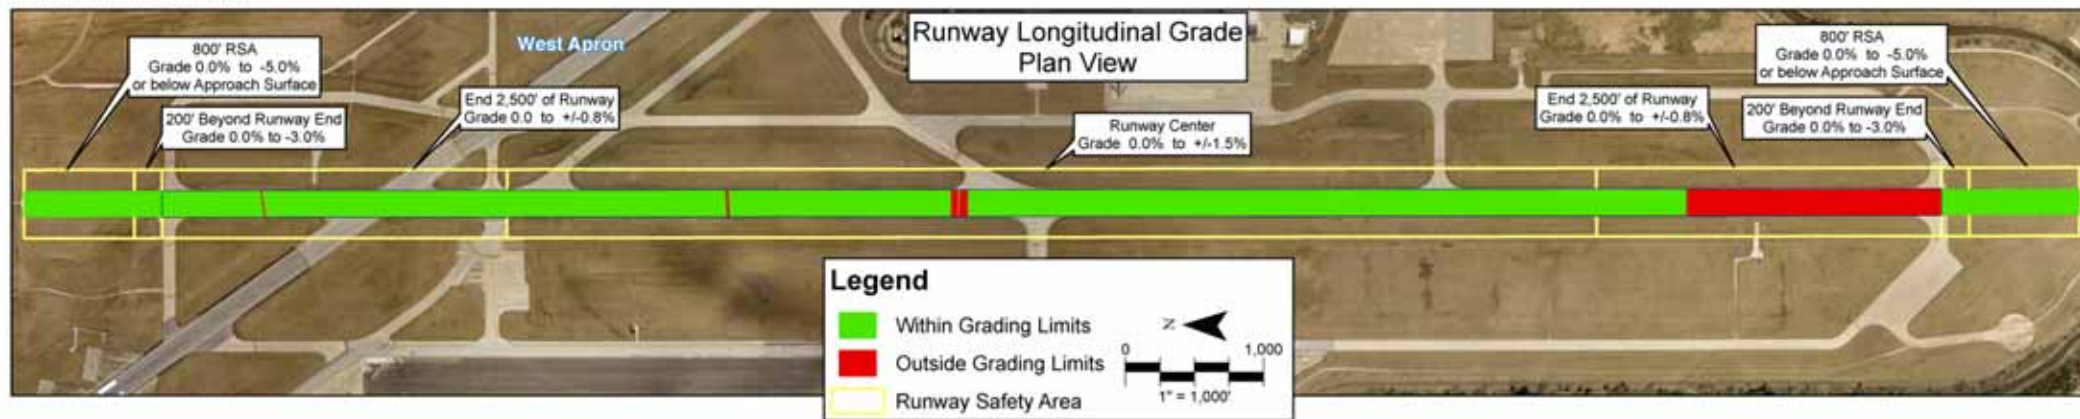 Runway Longitudinal Grade
Plan View
West Apron
800' RSA
Grade 0.0% to -5.0%
or below Approach Surface
200' Beyond Runway End
Grade 0.0% to -3.0%
End 2,500' of Runway
Grade 0.0 to +/-0.8%
Runway Center
Grade 0.0% to +/-1.5%
End 2,500' of Runway
Grade 0.0% to +/-0.8%
800' RSA
Grade 0.0% to -5.0%
or below Approach Surface
200' Beyond Runway End
Grade 0.0% to -3.0%
Legend
Within Grading Limits
Outside Grading Limits
Runway Safety Area
N
0 1,000
1" = 1,000'